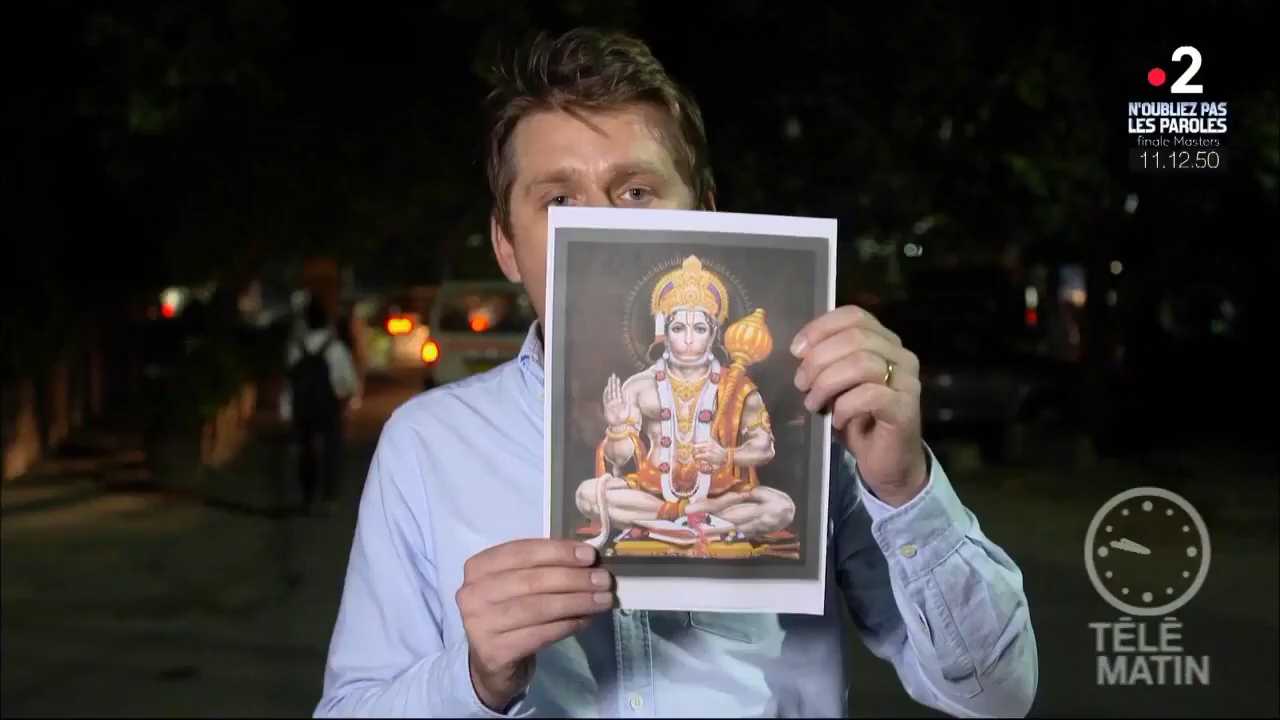 2
N'OUBLIEZ PAS
LES PAROLES
finale Masters
11.12.50
TÉLÉ
MATIN